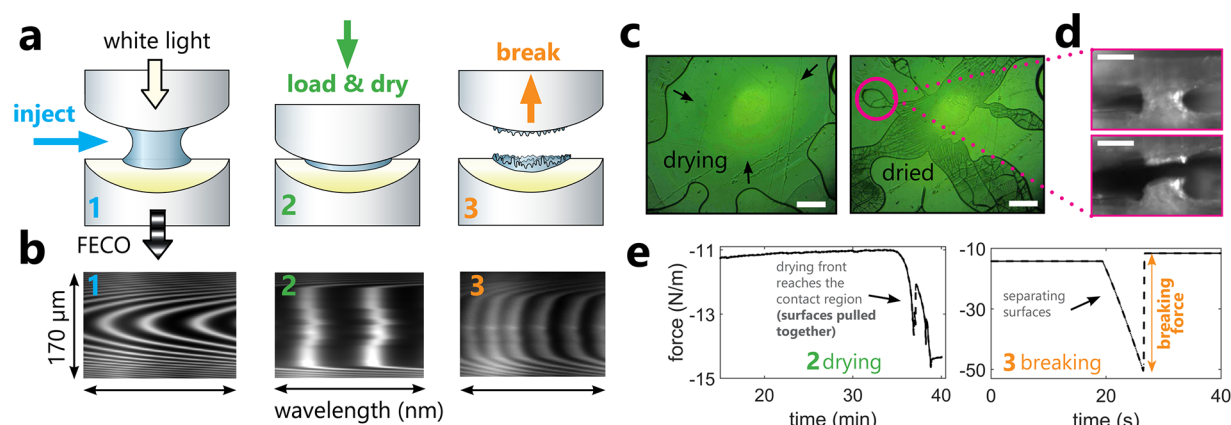 a
white light
inject
load & dry
break
1
2
3
FECO
b
170 µm
1
2
3
wavelength (nm)
c
drying
dried
d
e
force (N/m)
-11
-12
-13
-14
-15
drying front
reaches the
contact region
(surfaces pulled
together)
2 drying
20
30
40
time (min)
-10
-30
-50
separating
surfaces
breaking
force
3 breaking
0
20
40
time (s)